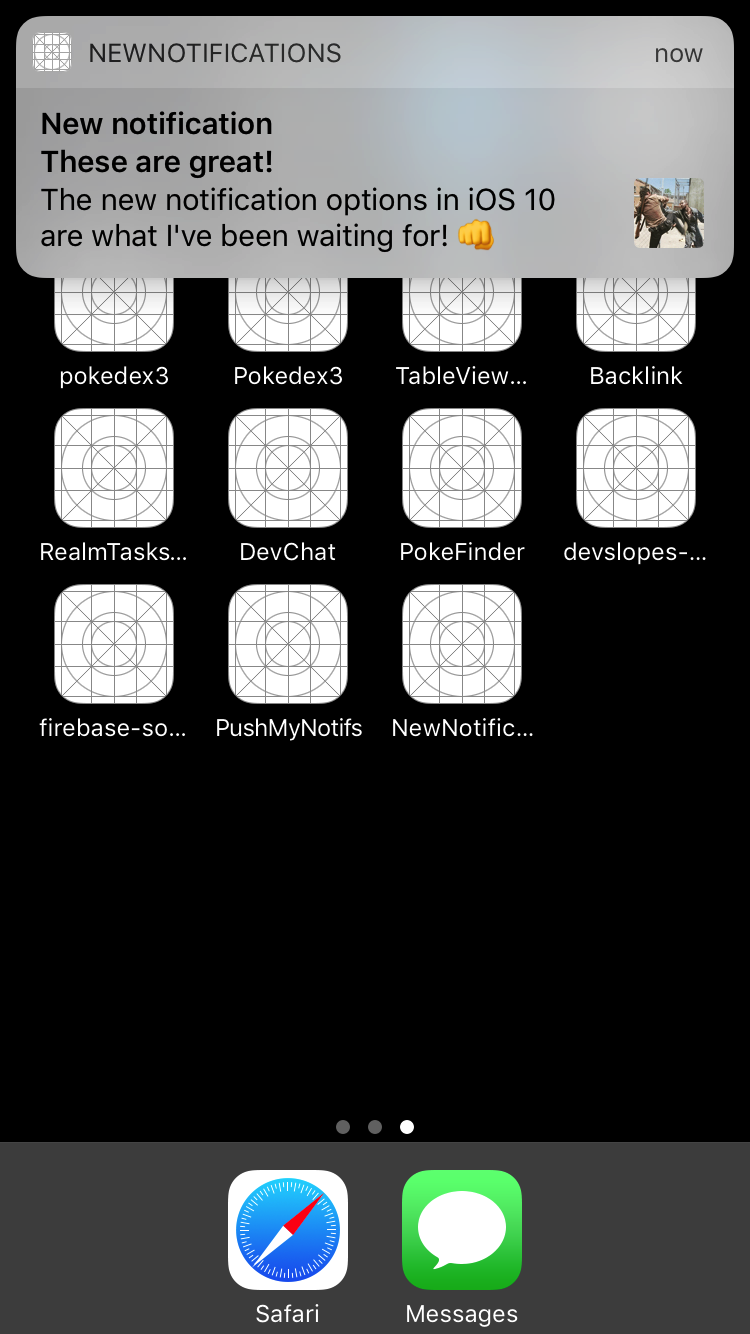 NEWNOTIFICATIONS now
New notification
These are great!
The new notification options in iOS 10
are what I've been waiting for! 👊
pokedex3 Pokedex3 TableView... Backlink
RealmTasks... DevChat PokeFinder devslopes-...
firebase-so... PushMyNotifs NewNotific...
Safari Messages